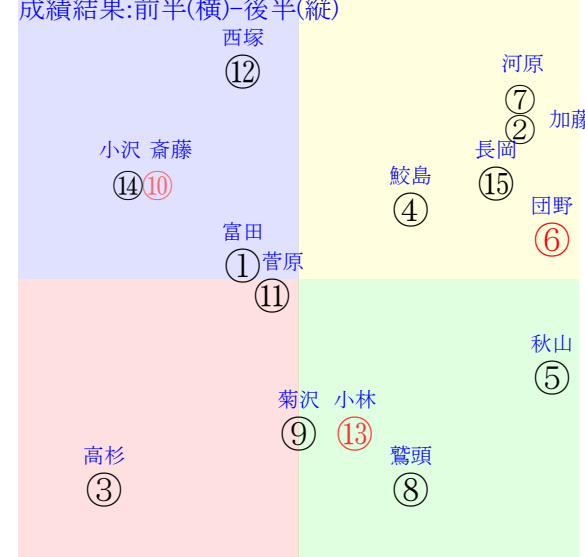 成績結果:前半(横)-後半(縦)
西塚
⑫
河原
⑦
加藤
②
小沢 斎藤
⑭⑩
長岡
⑮
鮫島
④
団野
⑥
富田
①
菅原
⑪
秋山
⑤
菊沢 小林
⑨ ⑬
高杉
③
鷲頭
⑧